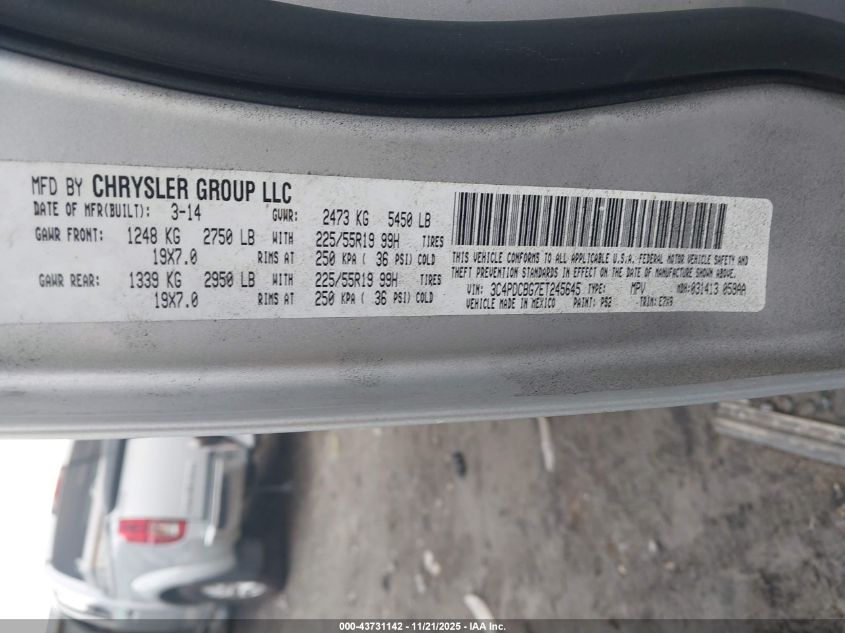 MFD BY CHRYSLER GROUP LLC
DATE OF MFR(BUILT): 3-14 GVWR: 2473 KG 5450 LB
GAWR FRONT: 1248 KG 2750 LB WITH 225/55R19 99H TIRES
19X7.0 RIMS AT 250 KPA ( 36 PSI) COLD
GAWR REAR: 1339 KG 2950 LB WITH 225/55R19 99H TIRES
19X7.0 RIMS AT 250 KPA ( 36 PSI) COLD
THIS VEHICLE CONFORMS TO ALL APPLICABLE U.S.A. FEDERAL MOTOR VEHICLE SAFETY AND
THEFT PREVENTION STANDARDS IN EFFECT ON THE DATE OF MANUFACTURE SHOWN ABOVE.
VIN: 3C4PDCBG7ET245645 TYPE: MPV MDH:031413 059AA
VEHICLE MADE IN MEXICO PAINT: PS2 TRIM: E7X9
000-43731142 - 11/21/2025 - IAA Inc.